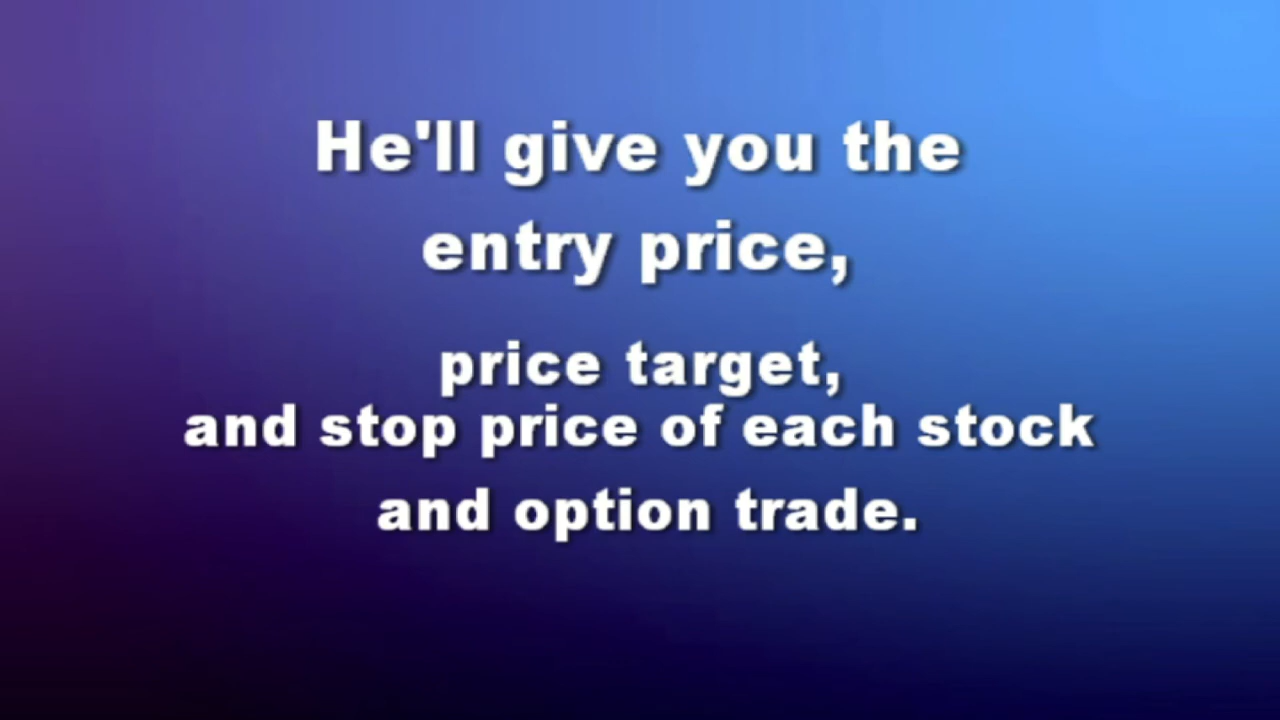 He'll give you the
entry price,
price target,
and stop price of each stock
and option trade.